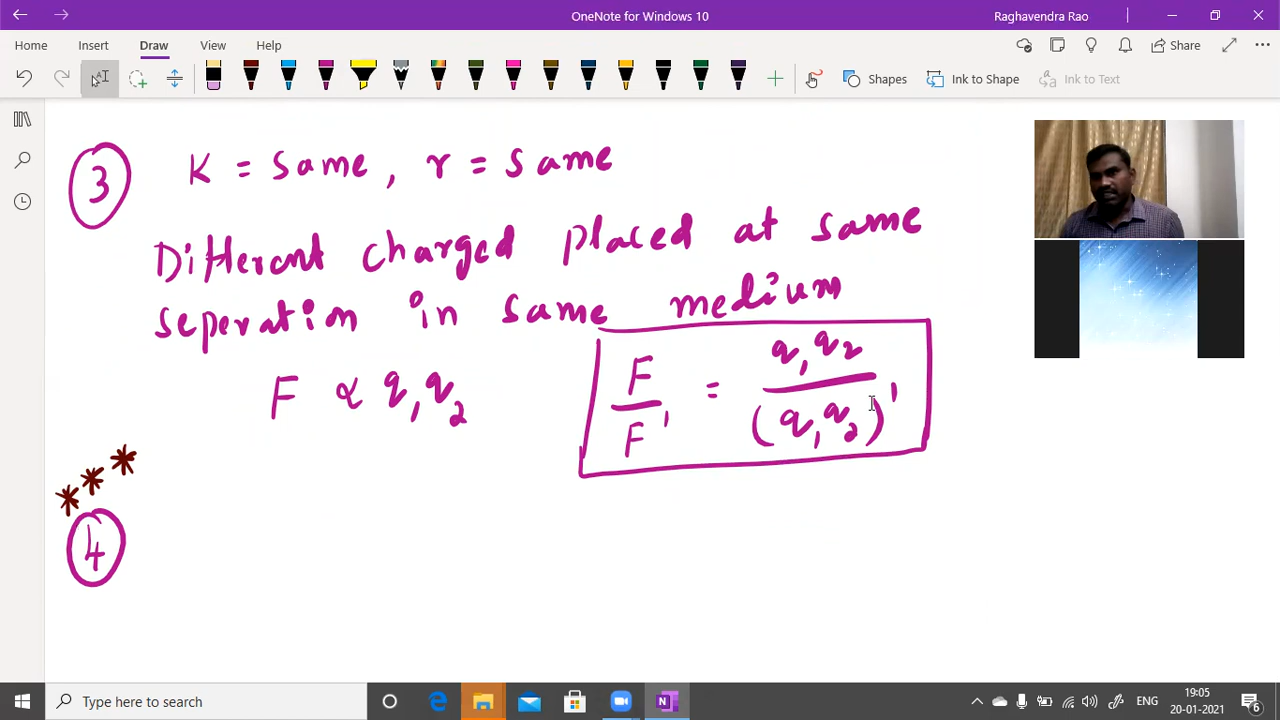 OneNote for Windows 10
Raghavendra Rao
Home Insert Draw View Help
Share
Shapes Ink to Shape Ink to Text
3 K = same, r = same
Different charged placed at same
seperation in same medium
F ∝ q1q2 F/F' = q1q2/(q1q2)'
***
4
Type here to search
ENG 19:05
20-01-2021
6